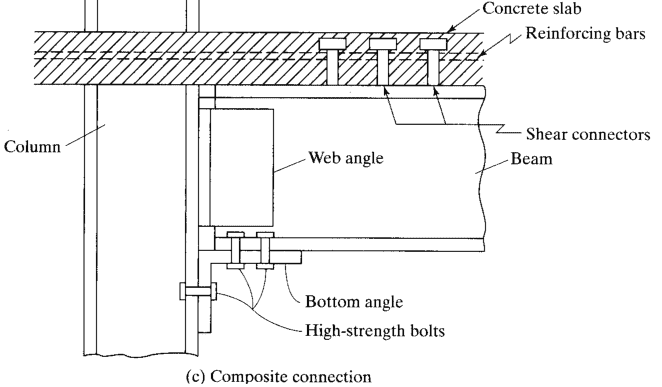 Concrete slab
Reinforcing bars
Shear connectors
Column
Web angle
Beam
Bottom angle
High-strength bolts
(c) Composite connection